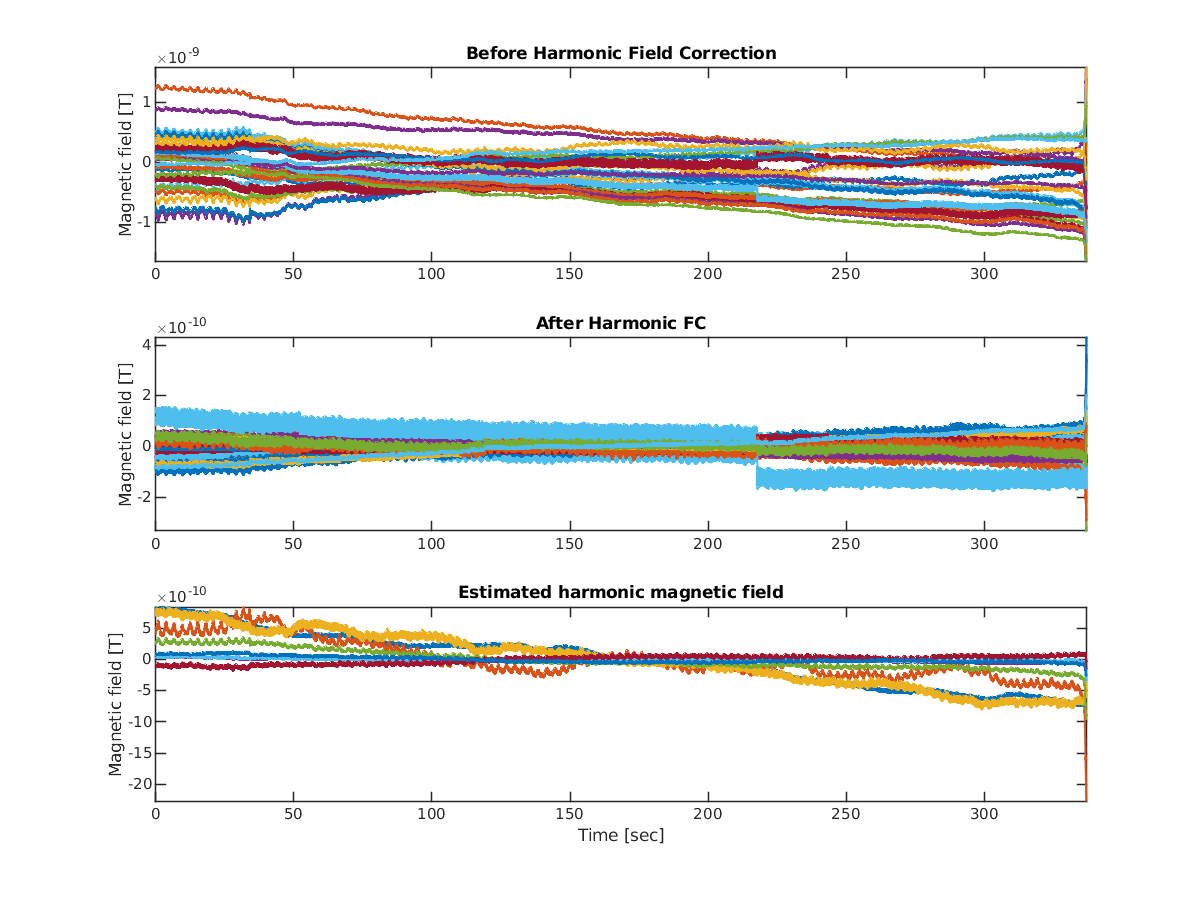 Before Harmonic Field Correction
×10^-9
Magnetic field [T]
1
0
-1
0 50 100 150 200 250 300
After Harmonic FC
×10^-10
Magnetic field [T]
4
2
0
-2
0 50 100 150 200 250 300
Estimated harmonic magnetic field
×10^-10
Magnetic field [T]
5
0
-5
-10
-15
-20
0 50 100 150 200 250 300
Time [sec]